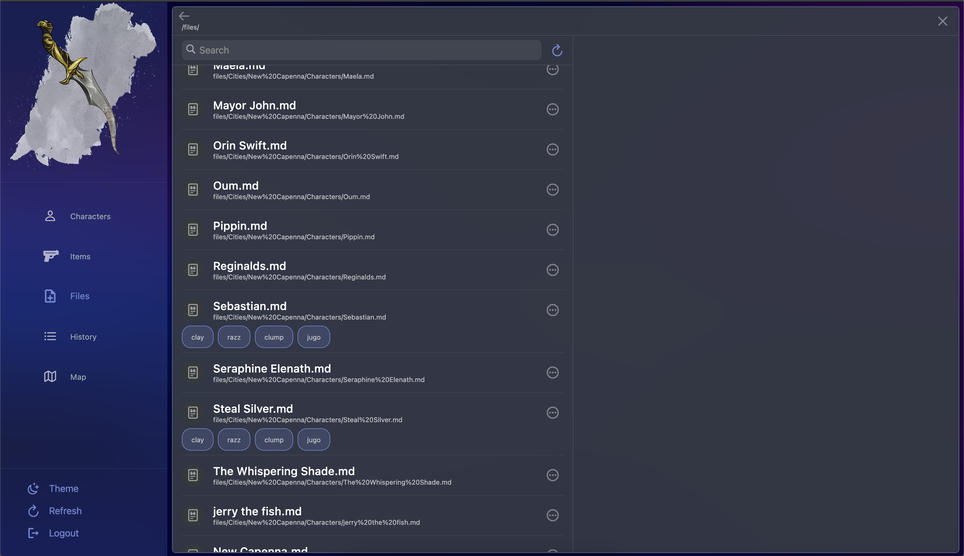 /files/
Search
Characters
Items
Files
History
Map
Theme
Refresh
Logout
Maela.md
files/Cities/New%20Capenna/Characters/Maela.md
Mayor John.md
files/Cities/New%20Capenna/Characters/Mayor%20John.md
Orin Swift.md
files/Cities/New%20Capenna/Characters/Orin%20Swift.md
Oum.md
files/Cities/New%20Capenna/Characters/Oum.md
Pippin.md
files/Cities/New%20Capenna/Characters/Pippin.md
Reginalds.md
files/Cities/New%20Capenna/Characters/Reginalds.md
Sebastian.md
files/Cities/New%20Capenna/Characters/Sebastian.md
clay razz clump jugo
Seraphine Elenath.md
files/Cities/New%20Capenna/Characters/Seraphine%20Elenath.md
Steal Silver.md
files/Cities/New%20Capenna/Characters/Steal%20Silver.md
clay razz clump jugo
The Whispering Shade.md
files/Cities/New%20Capenna/Characters/The%20Whispering%20Shade.md
jerry the fish.md
files/Cities/New%20Capenna/Characters/jerry%20the%20fish.md
New Capenna.md